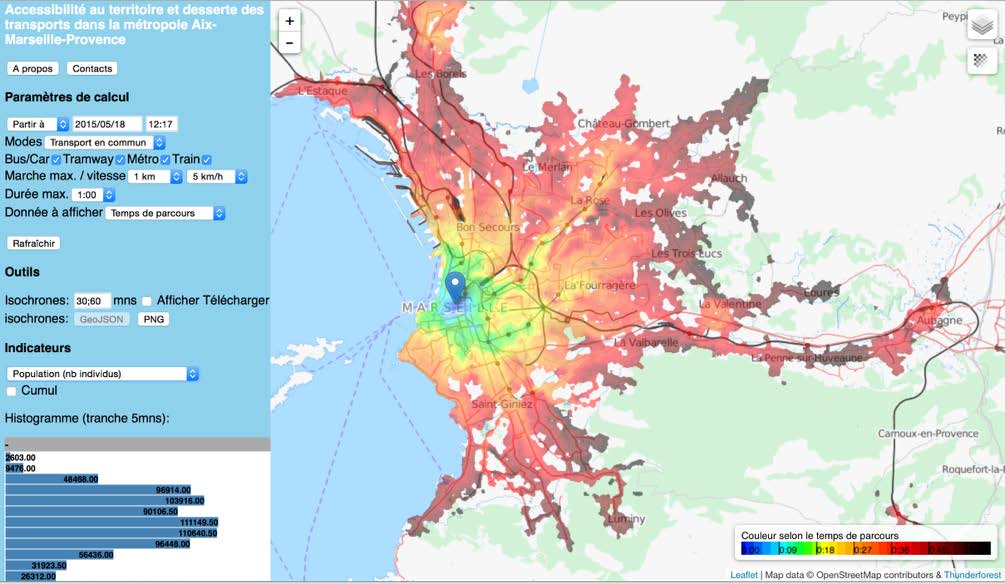 Accessibilité au territoire et desserte des
transports dans la métropole Aix-
Marseille-Provence
A propos Contacts
Paramètres de calcul
Partir à 2015/05/18 12:17
Modes Transport en commun
Bus/Car Tramway Métro Train
Marche max. / vitesse 1 km 5 km/h
Durée max. 1:00
Donnée à afficher Temps de parcours
Rafraîchir
Outils
Isochrones: 30;60 mns Afficher Télécharger
isochrones: GeoJSON PNG
Indicateurs
Population (nb individus)
Cumul
Histogramme (tranche 5mns):
-
2603.00
9476.00
48468.00
96914.00
103916.00
90106.50
111149.50
110640.50
96448.00
56436.00
31923.50
26312.00
+
-
Les Borels
L'Estaque
Château-Gombert
Le Merlan
Allauch
La Rose
Les Olives
Bon Secours
Les Trois-Lucs
La Fourragère
Loures
MARSEILLE
La Valentine
Aubagne
La Valbarelle
La Penne-sur-Huveaune
Saint-Giniez
Carnoux-en-Provence
Luminy
Couleur selon le temps de parcours
0:00 0:09 0:18 0:27 0:36
Leaflet | Map data © OpenStreetMap contributors & Thunderforest